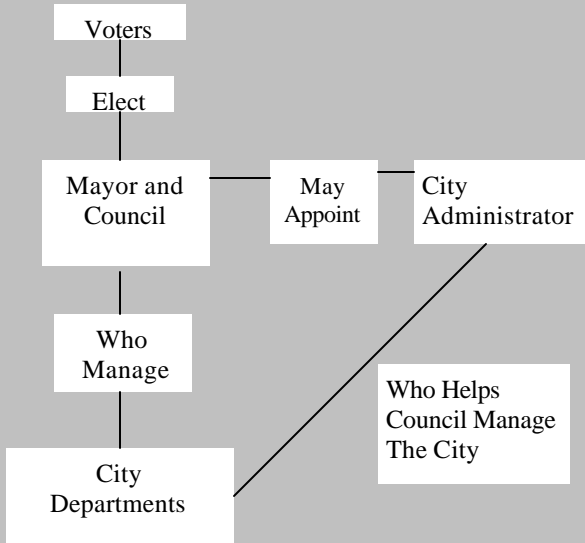 Voters
Elect
Mayor and
Council
May
Appoint
City
Administrator
Who
Manage
Who Helps
Council Manage
The City
City
Departments